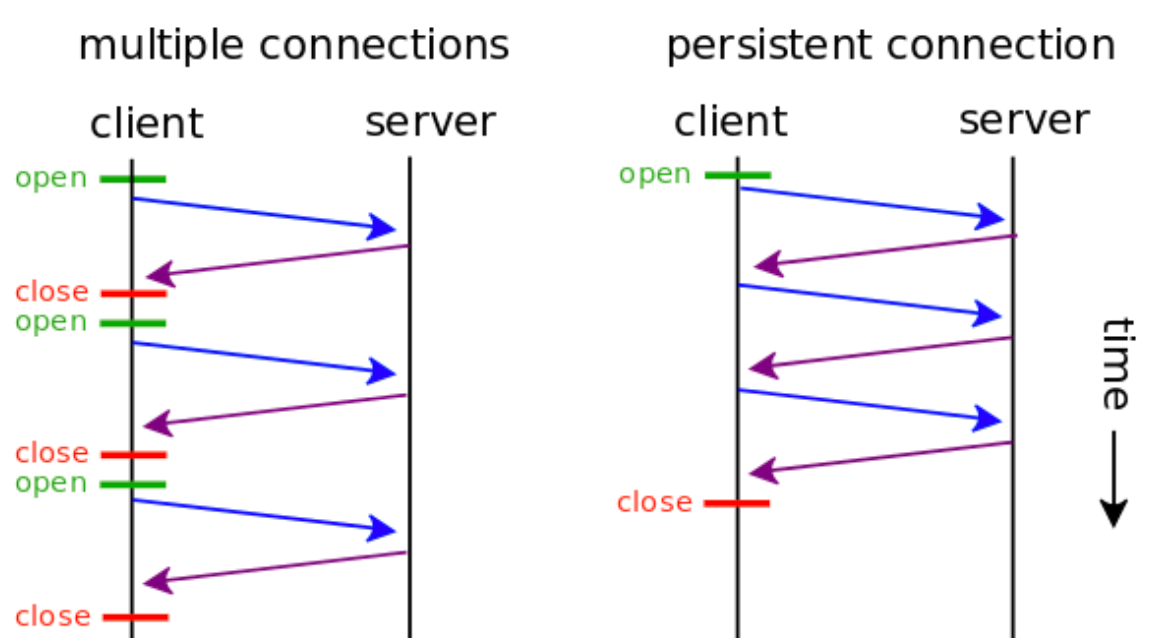 multiple connections
client server
open
close
open
close
open
close
persistent connection
client server
open
close
time